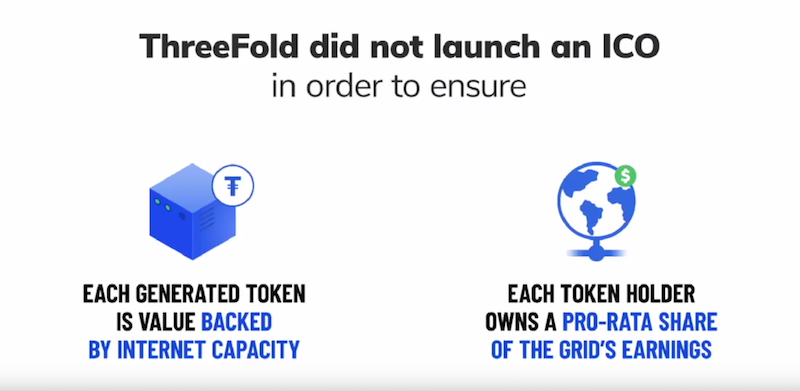 ThreeFold did not launch an ICO
in order to ensure
₮
$
EACH GENERATED TOKEN
IS VALUE BACKED
BY INTERNET CAPACITY
EACH TOKEN HOLDER
OWNS A PRO-RATA SHARE
OF THE GRID'S EARNINGS